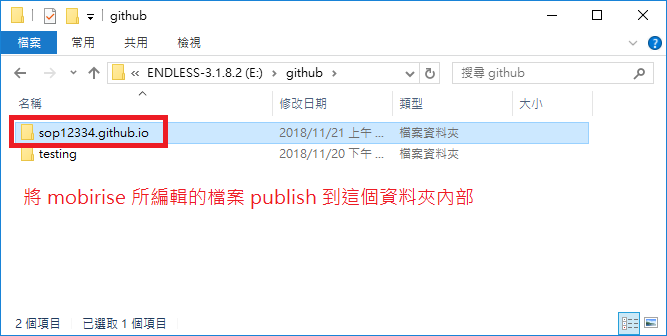 github
檔案 常用 共用 檢視
« ENDLESS-3.1.8.2 (E:) › github › 搜尋 github
名稱 修改日期 類型 大小
sop12334.github.io 2018/11/21 上午 ... 檔案資料夾
testing 2018/11/20 下午 ... 檔案資料夾
將 mobirise 所編輯的檔案 publish 到這個資料夾內部
2 個項目 已選取 1 個項目